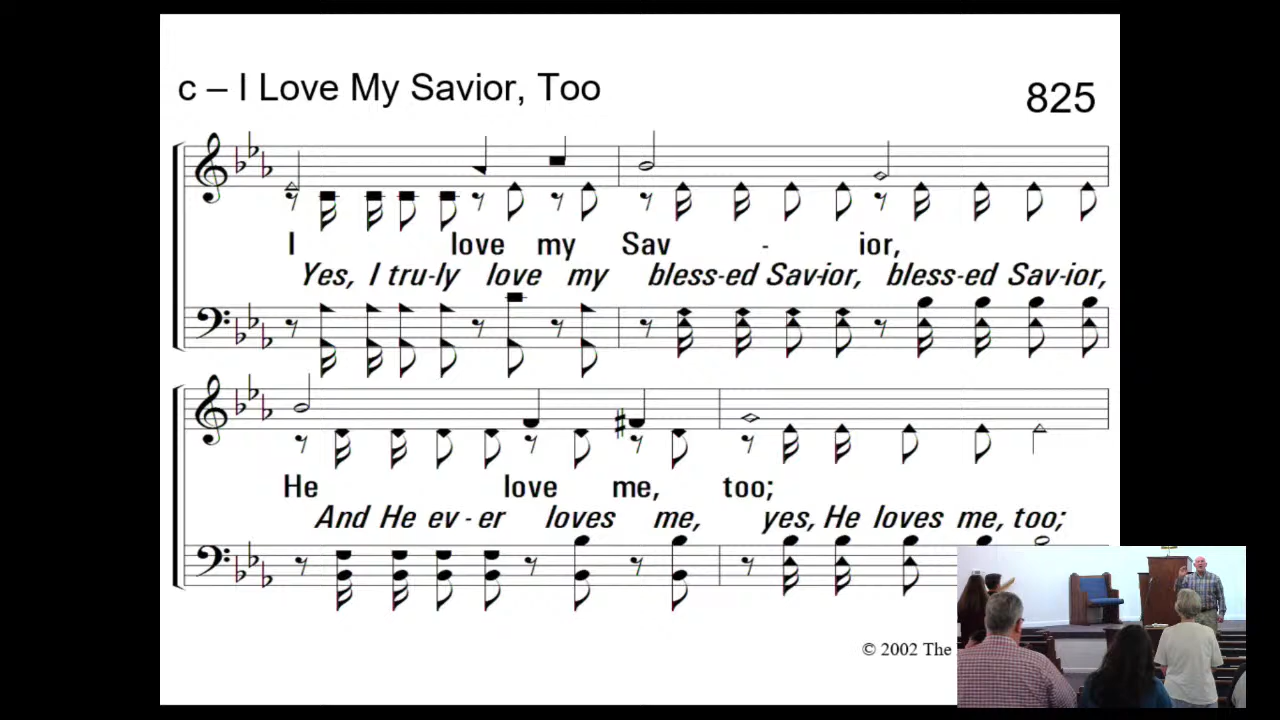 c – I Love My Savior, Too
825
I love my Sav - ior,
Yes, I tru-ly love my bless-ed Sav-ior, bless-ed Sav-ior,
He love me, too;
And He ev - er loves me, yes, He loves me, too;
© 2002 The